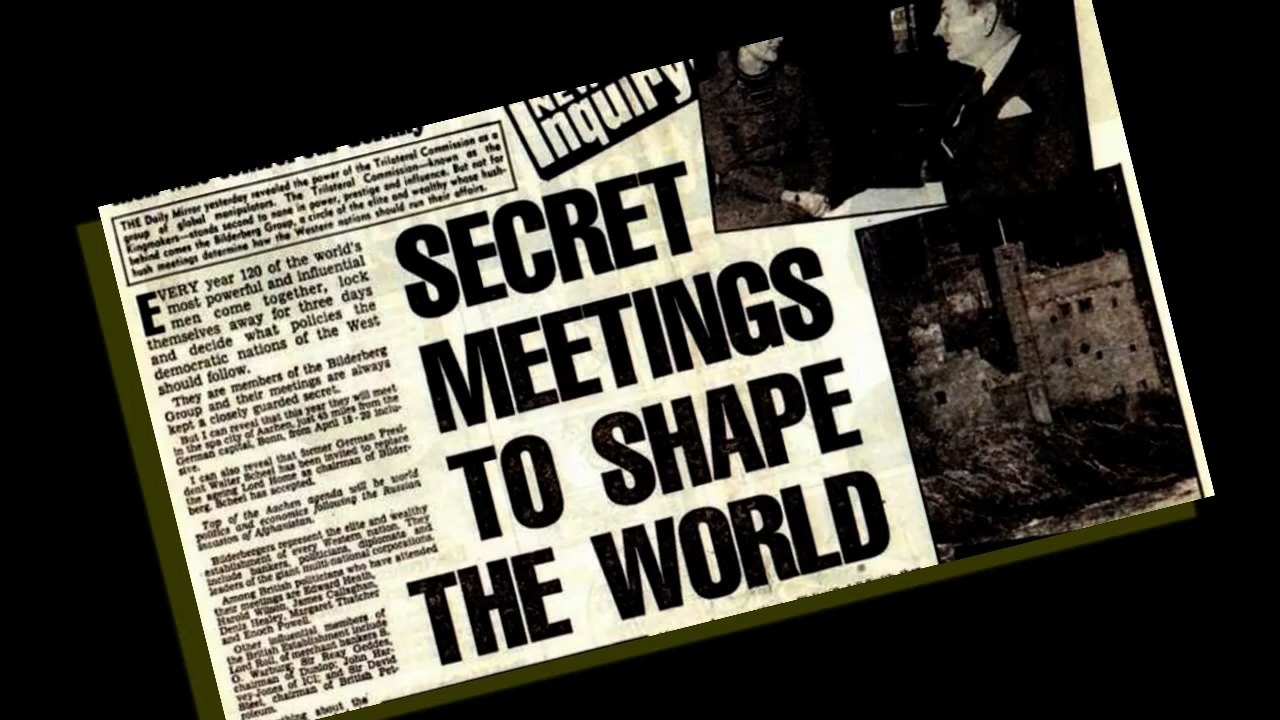 NEW
Inquiry
THE Daily Mirror yesterday revealed the power of the Trilateral Commission as a
group of global manipulators. The Trilateral Commission—known as the
Kingmakers—stands second to none in power, prestige and influence. But not far
behind comes the Bilderberg Group, a circle of the elite and wealthy whose hush-
hush meetings determine how the Western nations should run their affairs.
SECRET
MEETINGS
TO SHAPE
THE WORLD
EVERY year 120 of the world's
most powerful and influential
men come together, lock
themselves away for three days
and decide what policies the
democratic nations of the West
should follow.
They are members of the Bilderberg
Group and their meetings are always
kept a closely guarded secret.
But I can reveal that this year they will meet
in the spa city of Aachen, just 45 miles from the
German capital, Bonn, from April 18 - 20 inclu-
sive.
I can also reveal that former German Presi-
dent Walter Scheel has been invited to replace
the ageing Lord Home as chairman of Bilder-
berg. Scheel has accepted.
Top of the Aachen agenda will be world
politics and economics following the Russian
invasion of Afghanistan.
Bilderbergers represent the elite and wealthy
establishment of every Western nation. They
include bankers, politicians, diplomats and
leaders of the giant multi-national corporations.
Among British politicians who have attended
their meetings are Edward Heath,
Harold Wilson, James Callaghan,
Denis Healey, Margaret Thatcher
and Enoch Powell.
Other influential members of
the British Establishment include
Lord Roll, of merchant bankers S.
G. Warburg; Sir Reay Geddes,
chairman of Dunlop; John Har-
vey-Jones of ICI; and Sir David
Steel, chairman of British Pet-
roleum.
about the